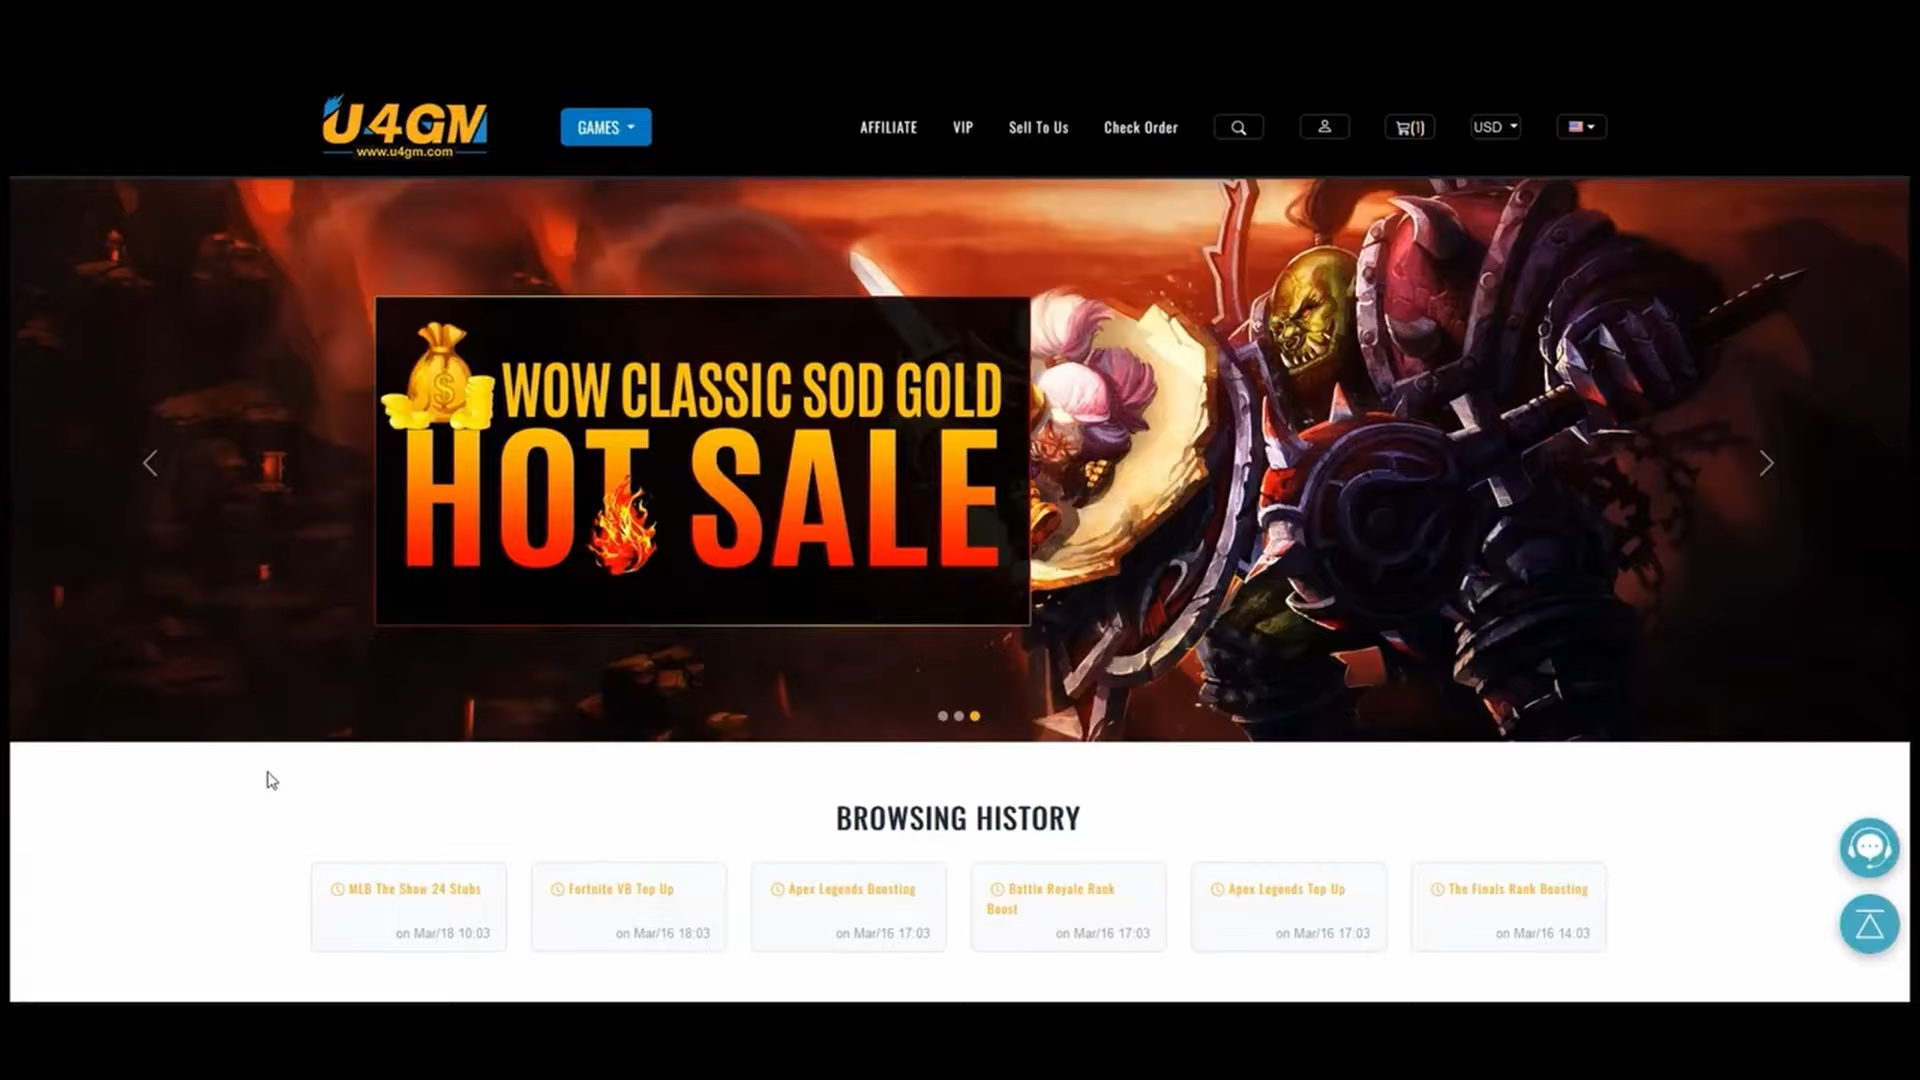 U4GM
www.u4gm.com
GAMES
AFFILIATE
VIP
Sell To Us
Check Order
(1)
USD
$
WOW CLASSIC SOD GOLD
HOT SALE
BROWSING HISTORY
MLB The Show 24 Stubs
on Mar/18 10:03
Fortnite VB Top Up
on Mar/16 18:03
Apex Legends Boosting
on Mar/16 17:03
Battle Royale Rank
Boost
on Mar/16 17:03
Apex Legends Top Up
on Mar/16 17:03
The Finals Rank Boosting
on Mar/16 14:03